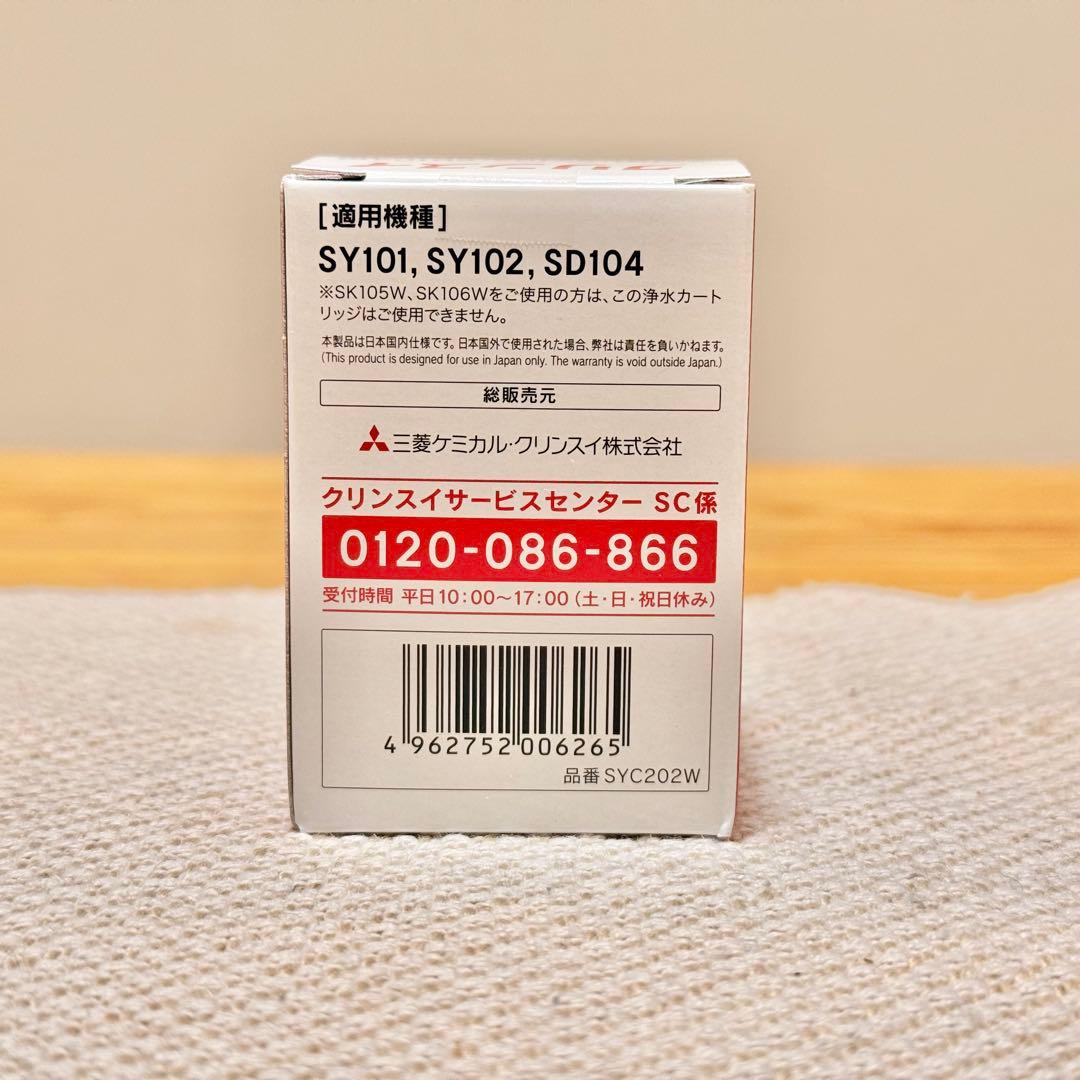 クリンスイ
[適用機種]
SY101, SY102, SD104
※SK105W、SK106Wをご使用の方は、この浄水カート
リッジはご使用できません。
本製品は日本国内仕様です。日本国外で使用された場合、弊社は責任を負いかねます。
(This product is designed for use in Japan only. The warranty is void outside Japan.)
総販売元
三菱ケミカル・クリンスイ株式会社
クリンスイサービスセンター SC係
0120-086-866
受付時間 平日10:00〜17:00(土・日・祝日休み)
4 962752 006265
品番 SYC202W